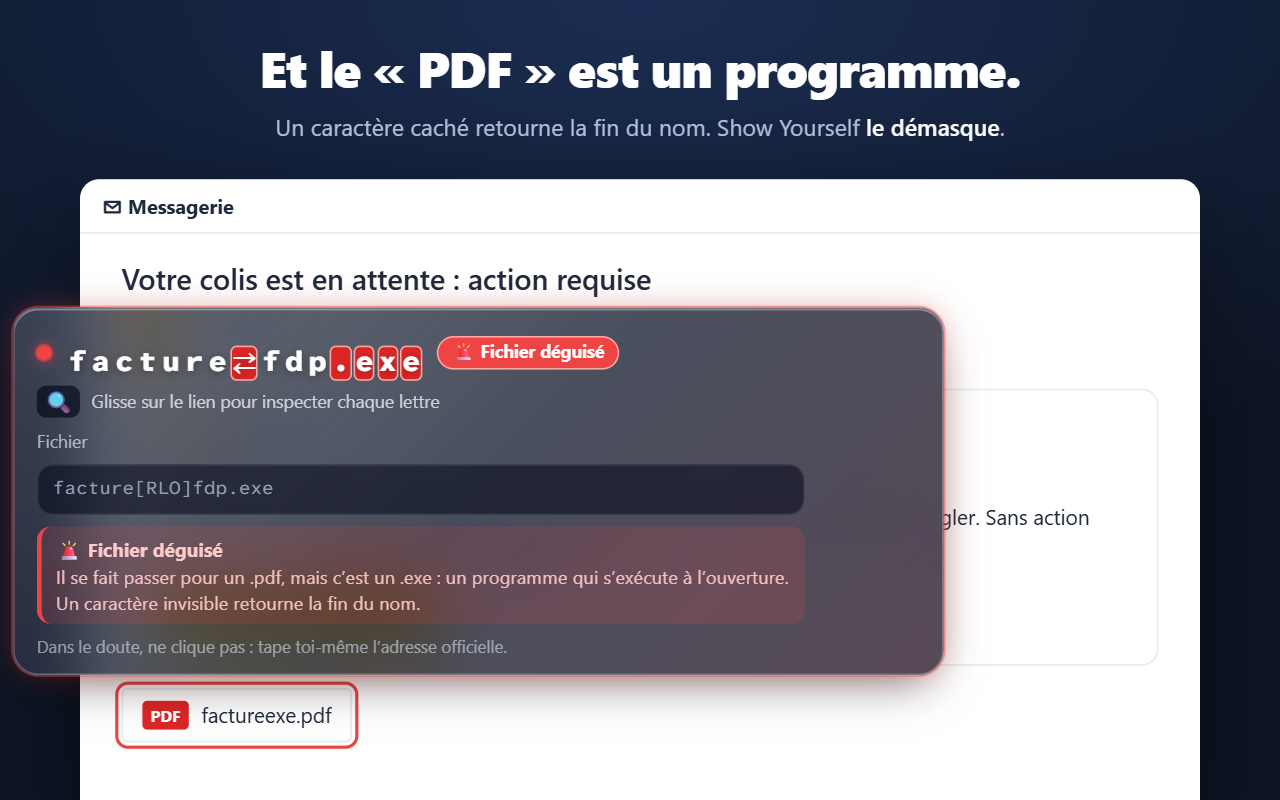 Et le « PDF » est un programme.
Un caractère caché retourne la fin du nom. Show Yourself le démasque.
Messagerie
Votre colis est en attente : action requise
facture⇄fdp.exe
Fichier déguisé
Glisse sur le lien pour inspecter chaque lettre
Fichier
facture[RLO]fdp.exe
gler. Sans action
Fichier déguisé
Il se fait passer pour un .pdf, mais c’est un .exe : un programme qui s’exécute à l’ouverture.
Un caractère invisible retourne la fin du nom.
Dans le doute, ne clique pas : tape toi-même l’adresse officielle.
PDF factureexe.pdf